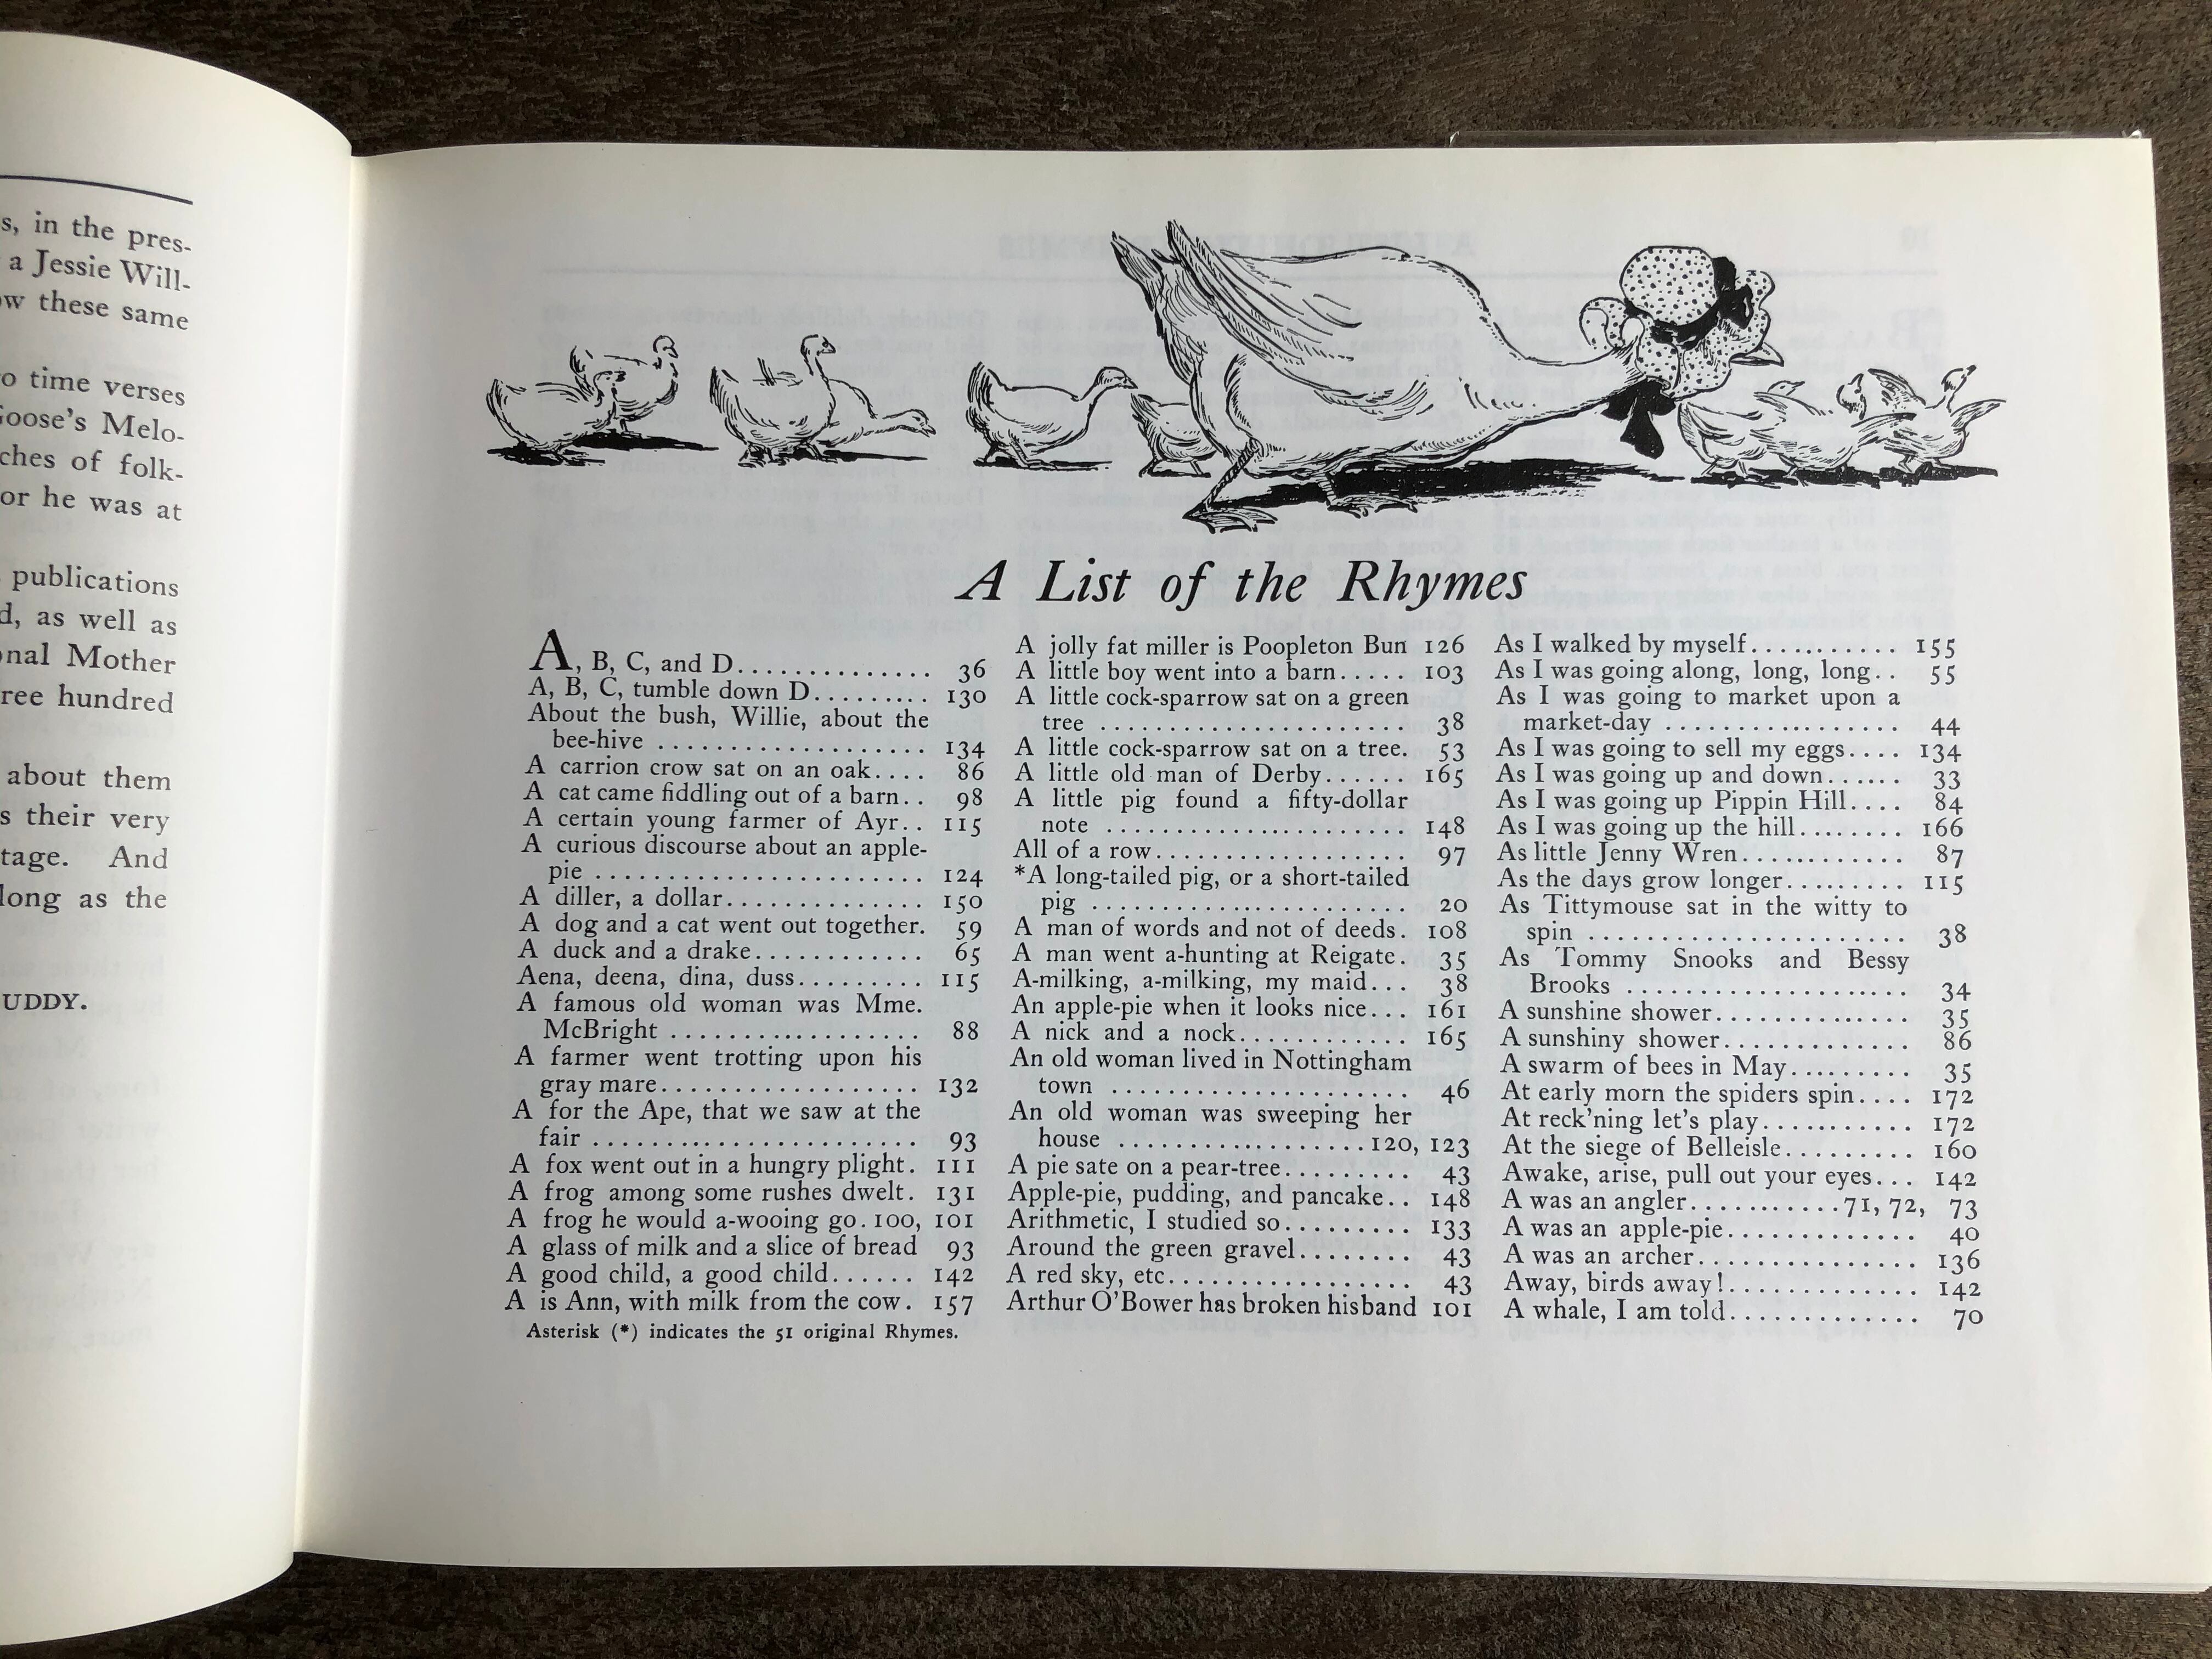 s, in the pres-
a Jessie Will-
ow these same
o time verses
Goose's Melo-
ches of folk-
or he was at
publications
d, as well as
onal Mother
ree hundred
about them
s their very
tage. And
long as the
UDDY.
A List of the Rhymes
A, B, C, and D.............. 36
A, B, C, tumble down D......... 130
About the bush, Willie, about the
bee-hive .................... 134
A carrion crow sat on an oak.... 86
A cat came fiddling out of a barn.. 98
A certain young farmer of Ayr.. 115
A curious discourse about an apple-
pie ........................ 124
A diller, a dollar.............. 150
A dog and a cat went out together. 59
A duck and a drake............ 65
Aena, deena, dina, duss......... 115
A famous old woman was Mme.
McBright .................. 88
A farmer went trotting upon his
gray mare.................. 132
A for the Ape, that we saw at the
fair ........................ 93
A fox went out in a hungry plight. 111
A frog among some rushes dwelt. 131
A frog he would a-wooing go. 100, 101
A glass of milk and a slice of bread 93
A good child, a good child...... 142
A is Ann, with milk from the cow. 157
Asterisk (*) indicates the 51 original Rhymes.
A jolly fat miller is Poopleton Bun 126
A little boy went into a barn..... 103
A little cock-sparrow sat on a green
tree ...................... 38
A little cock-sparrow sat on a tree. 53
A little old man of Derby...... 165
A little pig found a fifty-dollar
note ...................... 148
All of a row.................. 97
*A long-tailed pig, or a short-tailed
pig ....................... 20
A man of words and not of deeds. 108
A man went a-hunting at Reigate. 35
A-milking, a-milking, my maid... 38
An apple-pie when it looks nice... 161
A nick and a nock............ 165
An old woman lived in Nottingham
town ...................... 46
An old woman was sweeping her
house ..................120, 123
A pie sate on a pear-tree......... 43
Apple-pie, pudding, and pancake.. 148
Arithmetic, I studied so......... 133
Around the green gravel........ 43
A red sky, etc................. 43
Arthur O'Bower has broken his band 101
As I walked by myself........... 155
As I was going along, long, long.. 55
As I was going to market upon a
market-day ................. 44
As I was going to sell my eggs.... 134
As I was going up and down...... 33
As I was going up Pippin Hill.... 84
As I was going up the hill........ 166
As little Jenny Wren............ 87
As the days grow longer......... 115
As Tittymouse sat in the witty to
spin ....................... 38
As Tommy Snooks and Bessy
Brooks .................... 34
A sunshine shower.............. 35
A sunshiny shower............. 86
A swarm of bees in May......... 35
At early morn the spiders spin.... 172
At reck'ning let's play........... 172
At the siege of Belleisle......... 160
Awake, arise, pull out your eyes... 142
A was an angler...........71, 72, 73
A was an apple-pie............. 40
A was an archer................ 136
Away, birds away!............. 142
A whale, I am told............. 70